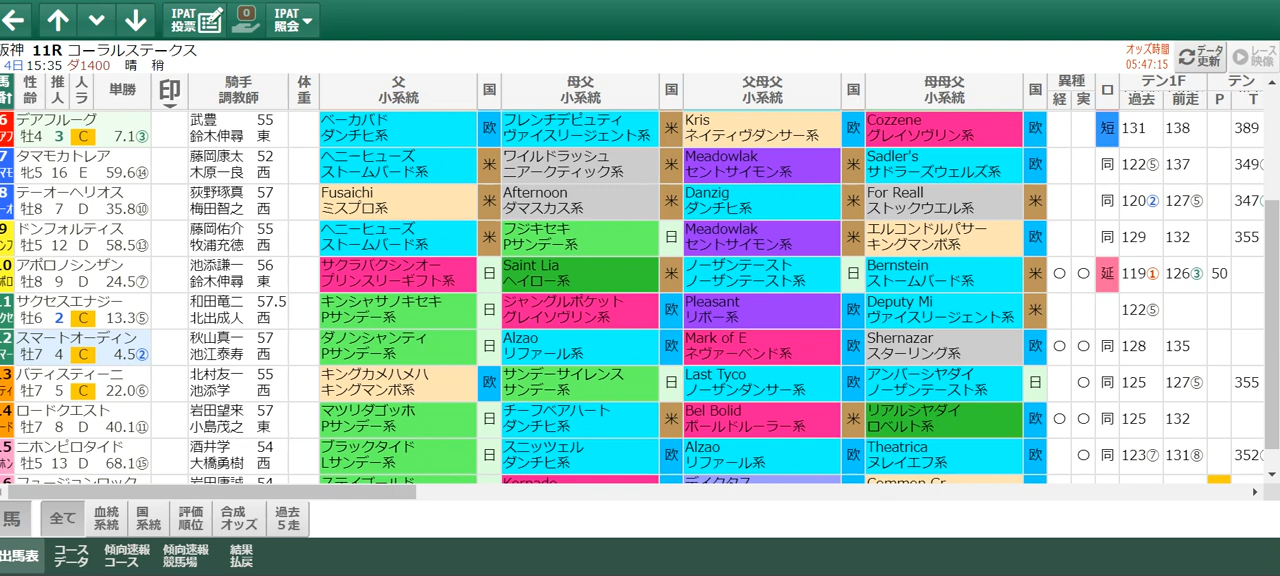 IPAT 投票 0 IPAT 照会
阪神 11R コーラルステークス
4日 15:35 ダ1400 晴 稍
オッズ時間 05:47:15 データ更新 レース映像
馬番 性齢 推人 人ラ 単勝 印 騎手 調教師 体重 父 小系統 国 母父 小系統 国 父母父 小系統 国 母母父 小系統 国 異種 経 実 ロ テン1F 過去 前走 テン P T
6 デアフルーグ 武豊 55 ベーカバド フレンチデピュティ Kris Cozzene
牡4 3 C 7.1③ 鈴木伸尋 東 ダンチヒ系 欧 ヴァイスリージェント系 米 ネイティヴダンサー系 欧 グレイソヴリン系 欧 短 131 138 389
7 タマモカトレア 藤岡康太 52 ヘニーヒューズ ワイルドラッシュ Meadowlak Sadler's
牝5 16 E 59.6⑭ 木原一良 西 ストームバード系 米 ニアークティック系 米 セントサイモン系 米 サドラーズウェルズ系 欧 同 122⑤ 137 349
8 テーオーヘリオス 荻野琢真 57 Fusaichi Afternoon Danzig For Reall
牡8 7 D 35.8⑩ 梅田智之 西 ミスプロ系 米 ダマスカス系 米 ダンチヒ系 米 ストックウエル系 米 同 120② 127⑤ 347
9 ドンフォルティス 藤岡佑介 57 ヘニーヒューズ フジキセキ Meadowlak エルコンドルパサー
牡5 12 D 58.5⑬ 牧浦充徳 西 ストームバード系 米 Pサンデー系 日 セントサイモン系 米 キングマンボ系 欧 同 129 132 355
10 アポロノシンザン 池添謙一 56 サクラバクシンオー Saint Lia ノーザンテースト Bernstein
牡8 9 D 24.5⑦ 鈴木伸尋 東 プリンスリーギフト系 日 ヘイロー系 米 ノーザンテースト系 日 ストームバード系 米 ○ ○ 延 119① 126③ 50
11 サクセスエナジー 和田竜二 57.5 キンシャサノキセキ ジャングルポケット Pleasant Deputy Mi
牡6 2 C 13.3⑤ 北出成人 西 Pサンデー系 日 グレイソヴリン系 欧 リボー系 欧 ヴァイスリージェント系 米 122⑤
12 スマートオーディン 秋山真一 57 ダノンシャンティ Alzao Mark of E Shernazar
牡7 4 C 4.5② 池江泰寿 西 Pサンデー系 日 リファール系 欧 ネヴァーベンド系 欧 スターリング系 欧 ○ ○ 同 128 135
13 バティスティーニ 北村友一 55 キングカメハメハ サンデーサイレンス Last Tyco アンバーシヤダイ
牡7 5 C 22.0⑥ 池添学 西 キングマンボ系 欧 サンデー系 日 ノーザンダンサー系 欧 ノーザンテースト系 日 ○ 同 125 127⑤ 355
14 ロードクエスト 岩田望来 57 マツリダゴッホ チーフベアハート Bel Bolid リアルシヤダイ
牡7 8 D 40.1⑪ 小島茂之 東 Pサンデー系 日 ダンチヒ系 米 ボールドルーラー系 米 ロベルト系 欧 ○ ○ 同 125 132
15 ニホンピロタイド 酒井学 54 ブラックタイド スニッツェル Alzao Theatrica
牡5 13 D 68.1⑮ 大橋勇樹 西 Lサンデー系 日 ダンチヒ系 欧 リファール系 欧 ヌレイエフ系 欧 ○ 同 123⑦ 131⑧ 352
馬 全て 血統系統 国系統 評価順位 合成オッズ 過去5走
出馬表 コースデータ 傾向速報コース 傾向速報競馬場 結果払戻